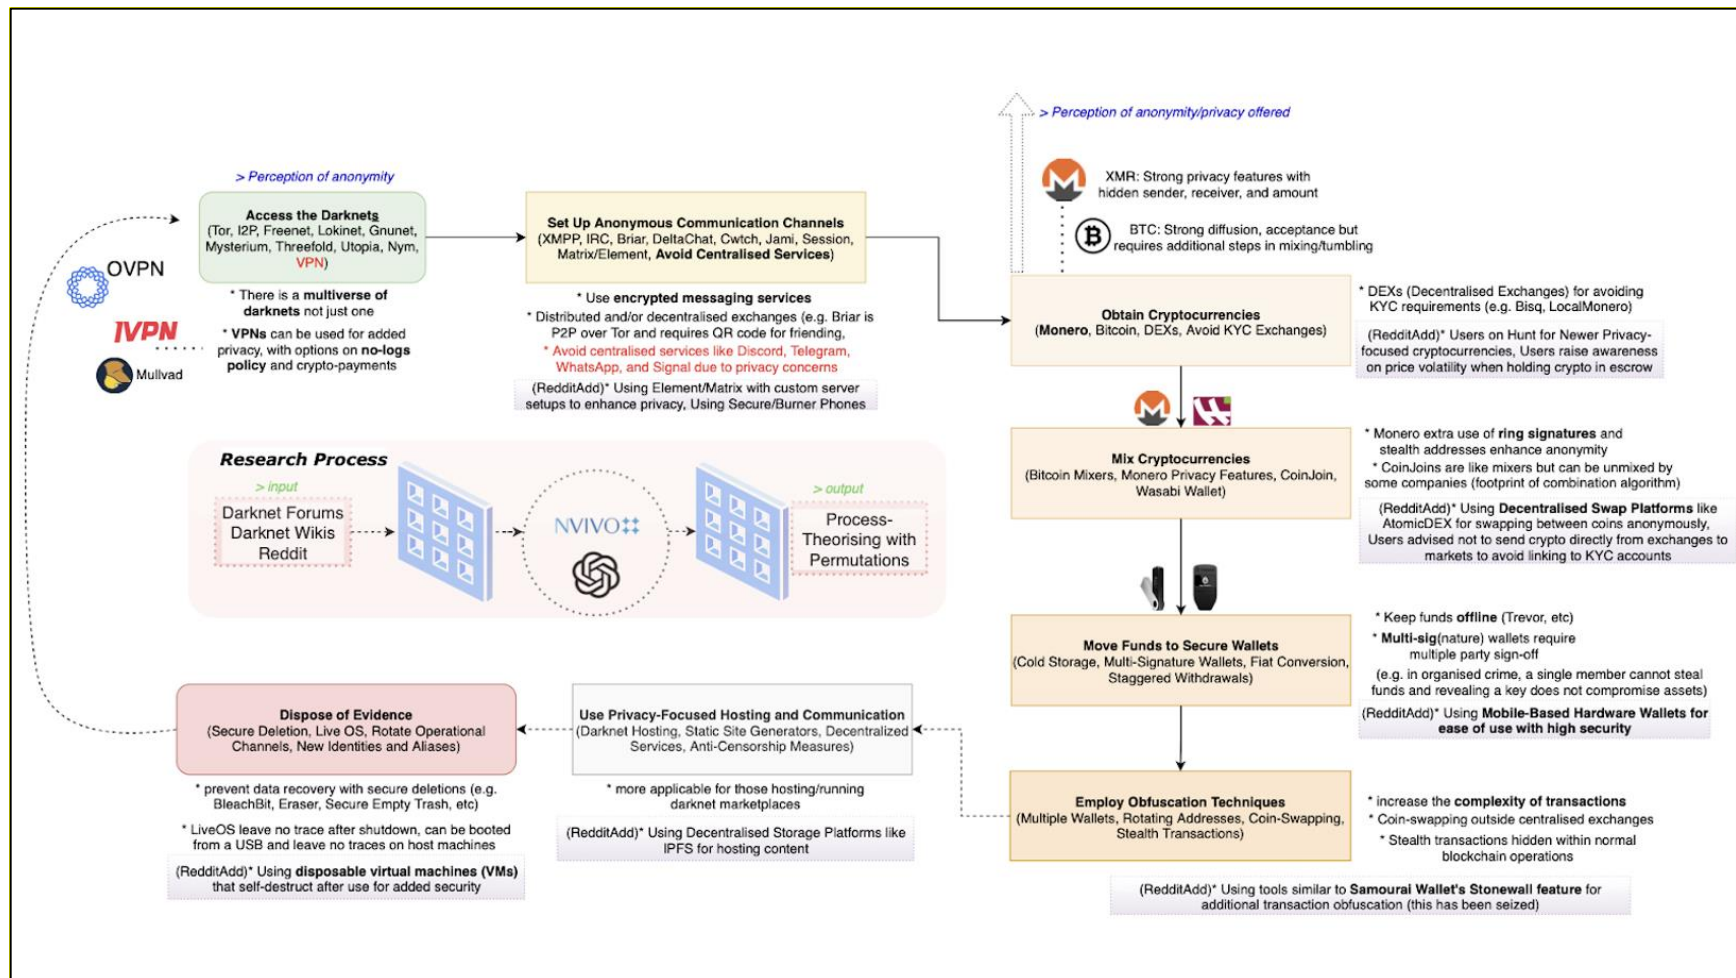 > Perception of anonymity
Access the Darknets
(Tor, I2P, Freenet, Lokinet, Gnunet,
Mysterium, Threefold, Utopia, Nym,
VPN)
OVPN
IVPN
Mullvad
* There is a multiverse of
darknets not just one
* VPNs can be used for added
privacy, with options on no-logs
policy and crypto-payments
Set Up Anonymous Communication Channels
(XMPP, IRC, Briar, DeltaChat, Cwtch, Jami, Session,
Matrix/Element, Avoid Centralised Services)
* Use encrypted messaging services
* Distributed and/or decentralised exchanges (e.g. Briar is
P2P over Tor and requires QR code for friending,
* Avoid centralised services like Discord, Telegram,
WhatsApp, and Signal due to privacy concerns
(RedditAdd)* Using Element/Matrix with custom server
setups to enhance privacy, Using Secure/Burner Phones
> Perception of anonymity/privacy offered
XMR: Strong privacy features with
hidden sender, receiver, and amount
BTC: Strong diffusion, acceptance but
requires additional steps in mixing/tumbling
Obtain Cryptocurrencies
(Monero, Bitcoin, DEXs, Avoid KYC Exchanges)
* DEXs (Decentralised Exchanges) for avoiding
KYC requirements (e.g. Bisq, LocalMonero)
(RedditAdd)* Users on Hunt for Newer Privacy-
focused cryptocurrencies, Users raise awareness
on price volatility when holding crypto in escrow
Mix Cryptocurrencies
(Bitcoin Mixers, Monero Privacy Features, CoinJoin,
Wasabi Wallet)
* Monero extra use of ring signatures and
stealth addresses enhance anonymity
* CoinJoins are like mixers but can be unmixed by
some companies (footprint of combination algorithm)
(RedditAdd)* Using Decentralised Swap Platforms like
AtomicDEX for swapping between coins anonymously,
Users advised not to send crypto directly from exchanges to
markets to avoid linking to KYC accounts
Move Funds to Secure Wallets
(Cold Storage, Multi-Signature Wallets, Fiat Conversion,
Staggered Withdrawals)
* Keep funds offline (Trevor, etc)
* Multi-sig(nature) wallets require
multiple party sign-off
(e.g. in organised crime, a single member cannot steal
funds and revealing a key does not compromise assets)
(RedditAdd)* Using Mobile-Based Hardware Wallets for
ease of use with high security
Employ Obfuscation Techniques
(Multiple Wallets, Rotating Addresses, Coin-Swapping,
Stealth Transactions)
* increase the complexity of transactions
* Coin-swapping outside centralised exchanges
* Stealth transactions hidden within normal
blockchain operations
(RedditAdd)* Using tools similar to Samourai Wallet's Stonewall feature for
additional transaction obfuscation (this has been seized)
Research Process
> input
Darknet Forums
Darknet Wikis
Reddit
NVIVO
> output
Process-
Theorising with
Permutations
Use Privacy-Focused Hosting and Communication
(Darknet Hosting, Static Site Generators, Decentralized
Services, Anti-Censorship Measures)
* more applicable for those hosting/running
darknet marketplaces
(RedditAdd)* Using Decentralised Storage Platforms like
IPFS for hosting content
Dispose of Evidence
(Secure Deletion, Live OS, Rotate Operational
Channels, New Identities and Aliases)
* prevent data recovery with secure deletions (e.g.
BleachBit, Eraser, Secure Empty Trash, etc)
* LiveOS leave no trace after shutdown, can be booted
from a USB and leave no traces on host machines
(RedditAdd)* Using disposable virtual machines (VMs)
that self-destruct after use for added security